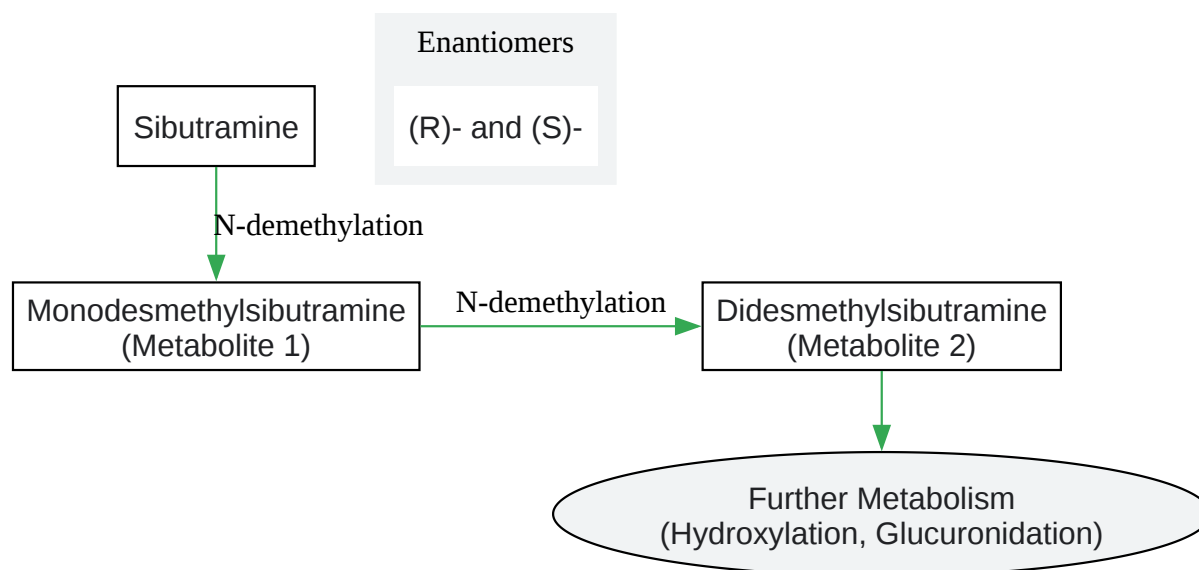 Enantiomers
(R)- and (S)-
Sibutramine
N-demethylation
Monodesmethylsibutramine
(Metabolite 1)
N-demethylation
Didesmethylsibutramine
(Metabolite 2)
Further Metabolism
(Hydroxylation, Glucuronidation)